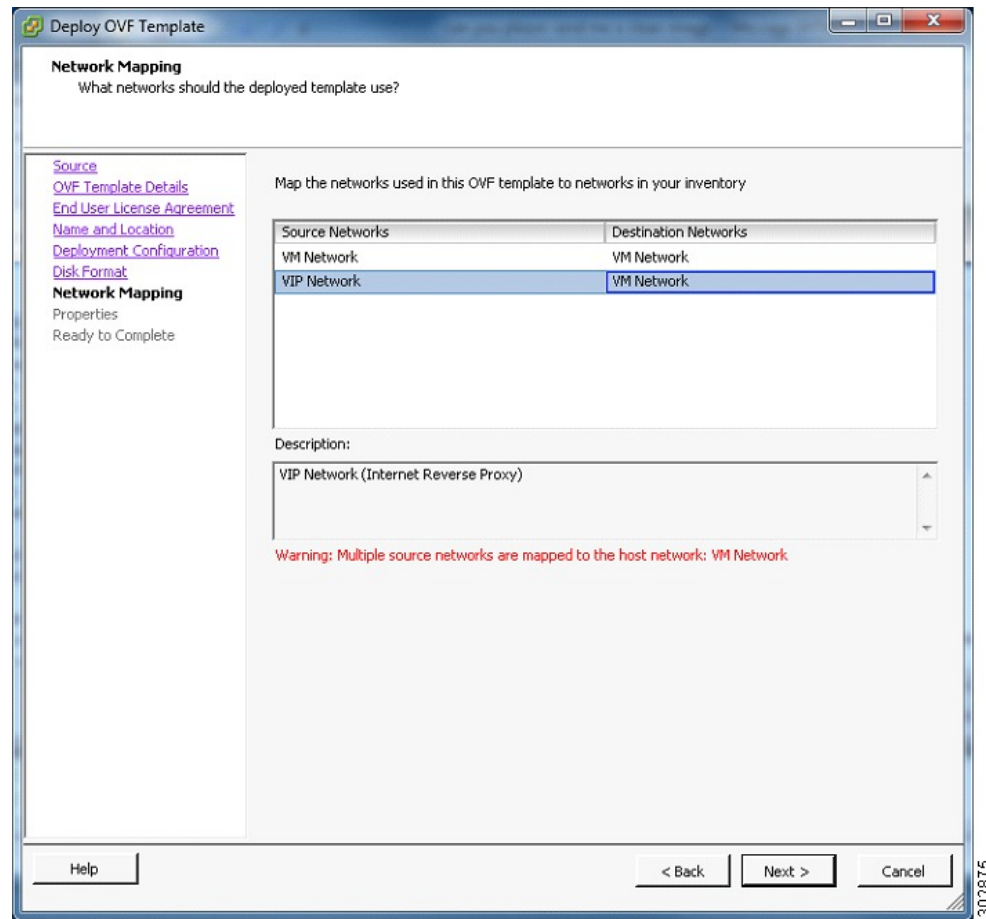 Deploy OVF Template
Network Mapping
What networks should the deployed template use?
Source
OVF Template Details
End User License Agreement
Name and Location
Deployment Configuration
Disk Format
Network Mapping
Properties
Ready to Complete
Map the networks used in this OVF template to networks in your inventory
Source Networks Destination Networks
VM Network VM Network
VIP Network VM Network
Description:
VIP Network (Internet Reverse Proxy)
Warning: Multiple source networks are mapped to the host network: VM Network
Help < Back Next > Cancel
302875